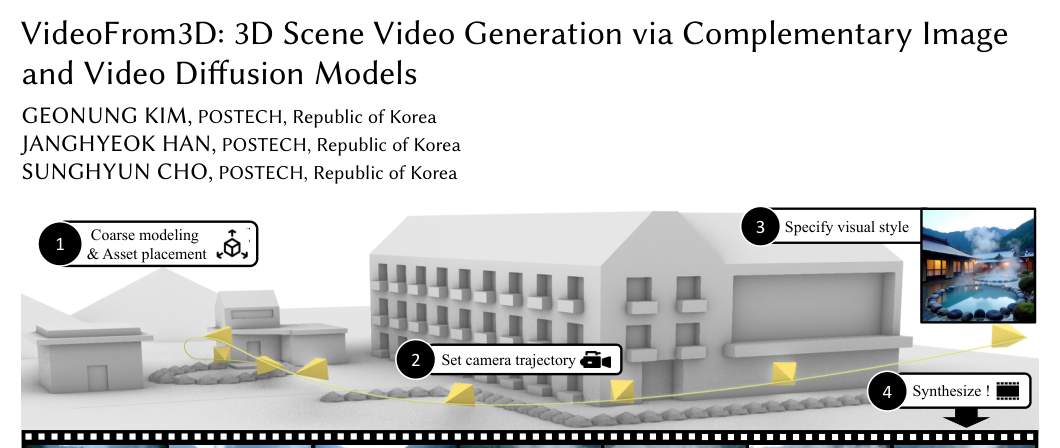 VideoFrom3D: 3D Scene Video Generation via Complementary Image
and Video Diffusion Models
GEONUNG KIM, POSTECH, Republic of Korea
JANGHYEOK HAN, POSTECH, Republic of Korea
SUNGHYUN CHO, POSTECH, Republic of Korea
1
Coarse modeling
& Asset placement
3
Specify visual style
2
Set camera trajectory
4
Synthesize !